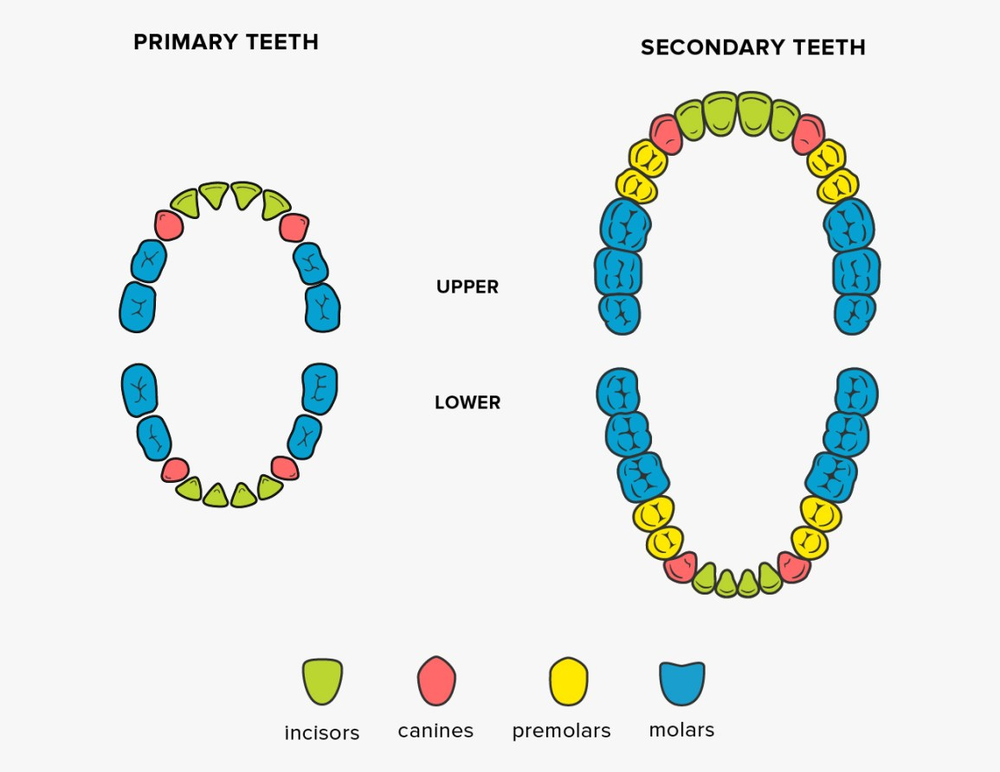 PRIMARY TEETH
SECONDARY TEETH
UPPER
LOWER
incisors
canines
premolars
molars